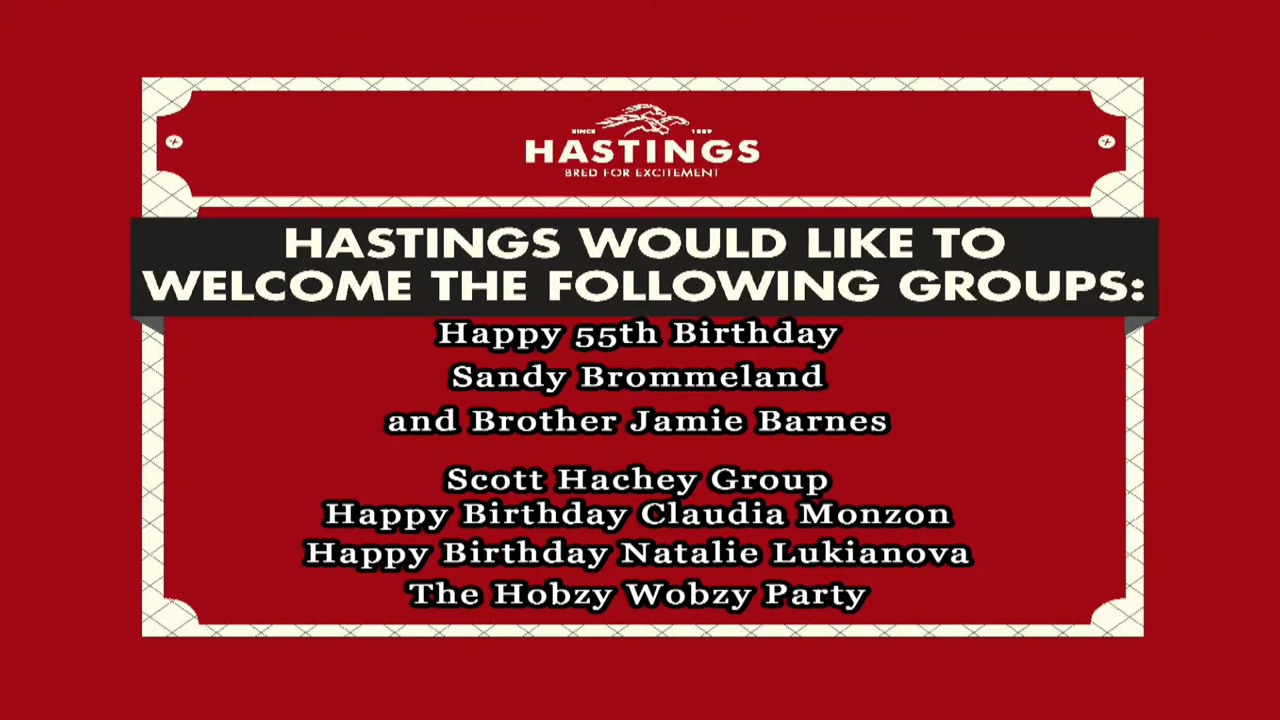 SINCE 1889
HASTINGS
BRED FOR EXCITEMENT
HASTINGS WOULD LIKE TO
WELCOME THE FOLLOWING GROUPS:
Happy 55th Birthday
Sandy Brommeland
and Brother Jamie Barnes
Scott Hachey Group
Happy Birthday Claudia Monzon
Happy Birthday Natalie Lukianova
The Hobzy Wobzy Party